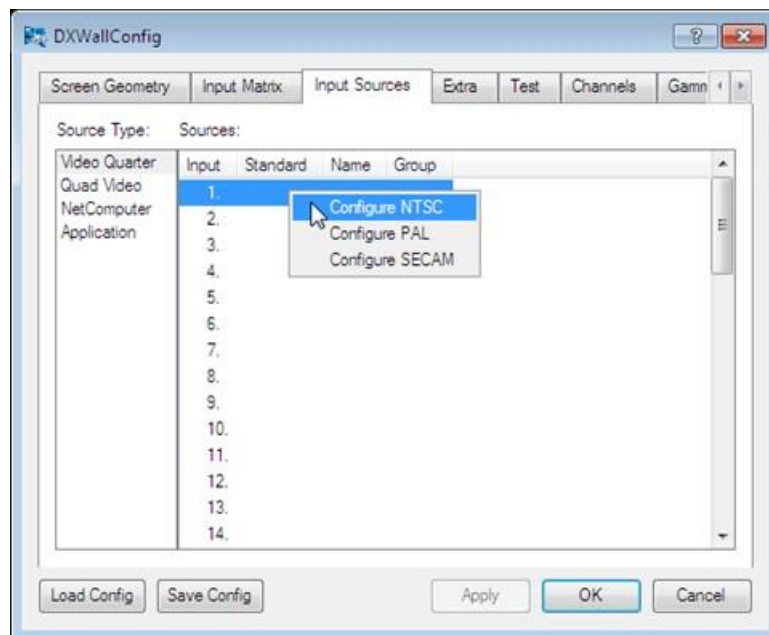 DXWallConfig
Screen Geometry Input Matrix Input Sources Extra Test Channels Gamm
Source Type: Sources:
Video Quarter
Quad Video
NetComputer
Application
Input Standard Name Group
1.
2.
3.
4.
5.
6.
7.
8.
9.
10.
11.
12.
13.
14.
Configure NTSC
Configure PAL
Configure SECAM
Load Config Save Config Apply OK Cancel